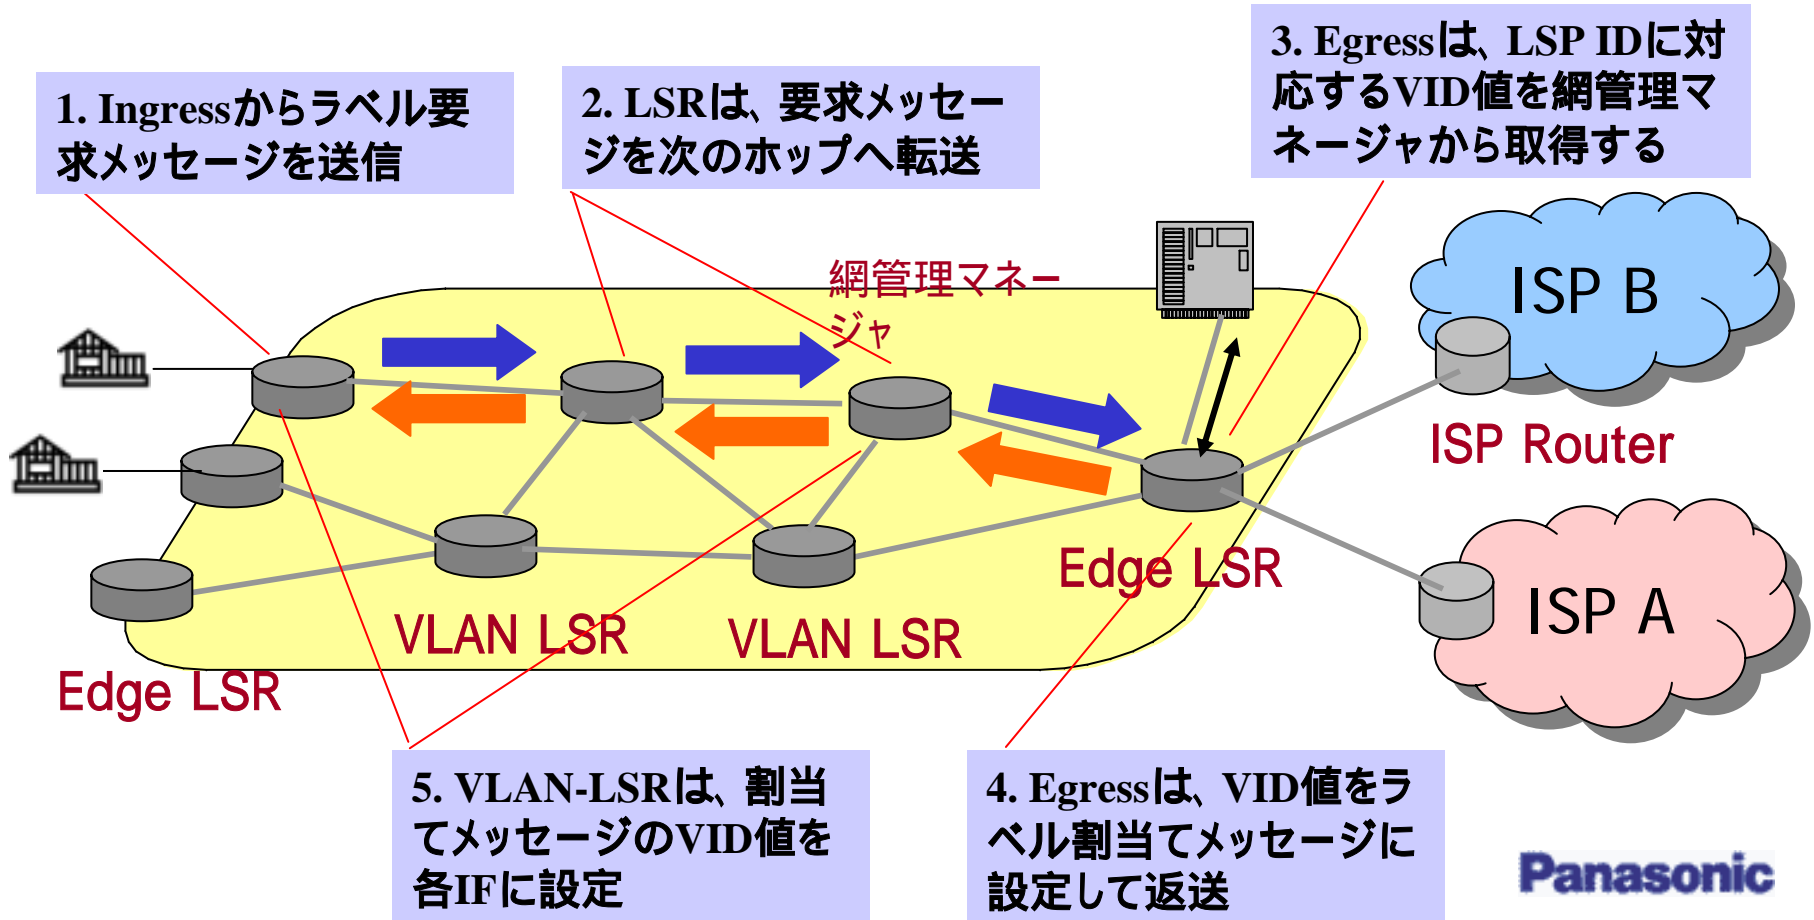 3. Egressは、LSP IDに対
応するVID値を網管理マ
ネージャから取得する
1. Ingressからラベル要
求メッセージを送信
2. LSRは、要求メッセー
ジを次のホップへ転送
網管理マネー
ジャ
ISP B
ISP Router
Edge LSR
ISP A
VLAN LSR
VLAN LSR
Edge LSR
5. VLAN-LSRは、割当
てメッセージのVID値を
各IFに設定
4. Egressは、VID値をラ
ベル割当てメッセージに
設定して返送
Panasonic